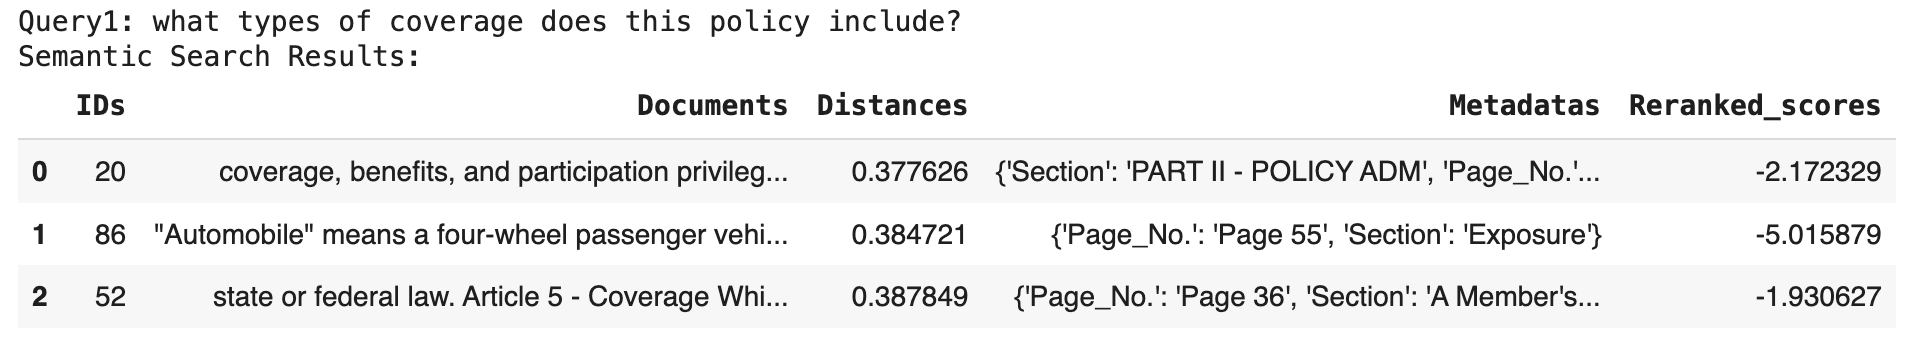 Query1: what types of coverage does this policy include?
Semantic Search Results:
IDs Documents Distances Metadatas Reranked_scores
0 20 coverage, benefits, and participation privileg... 0.377626 {'Section': 'PART II - POLICY ADM', 'Page_No.'... -2.172329
1 86 "Automobile" means a four-wheel passenger vehi... 0.384721 {'Page_No.': 'Page 55', 'Section': 'Exposure'} -5.015879
2 52 state or federal law. Article 5 - Coverage Whi... 0.387849 {'Page_No.': 'Page 36', 'Section': 'A Member's... -1.930627